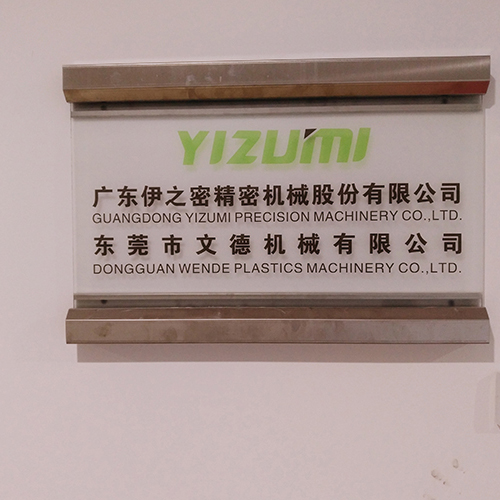 YIZUMI
广东伊之密精密机械股份有限公司
GUANGDONG YIZUMI PRECISION MACHINERY CO.,LTD.
东莞市文德机械有限公司
DONGGUAN WENDE PLASTICS MACHINERY CO.,LTD.